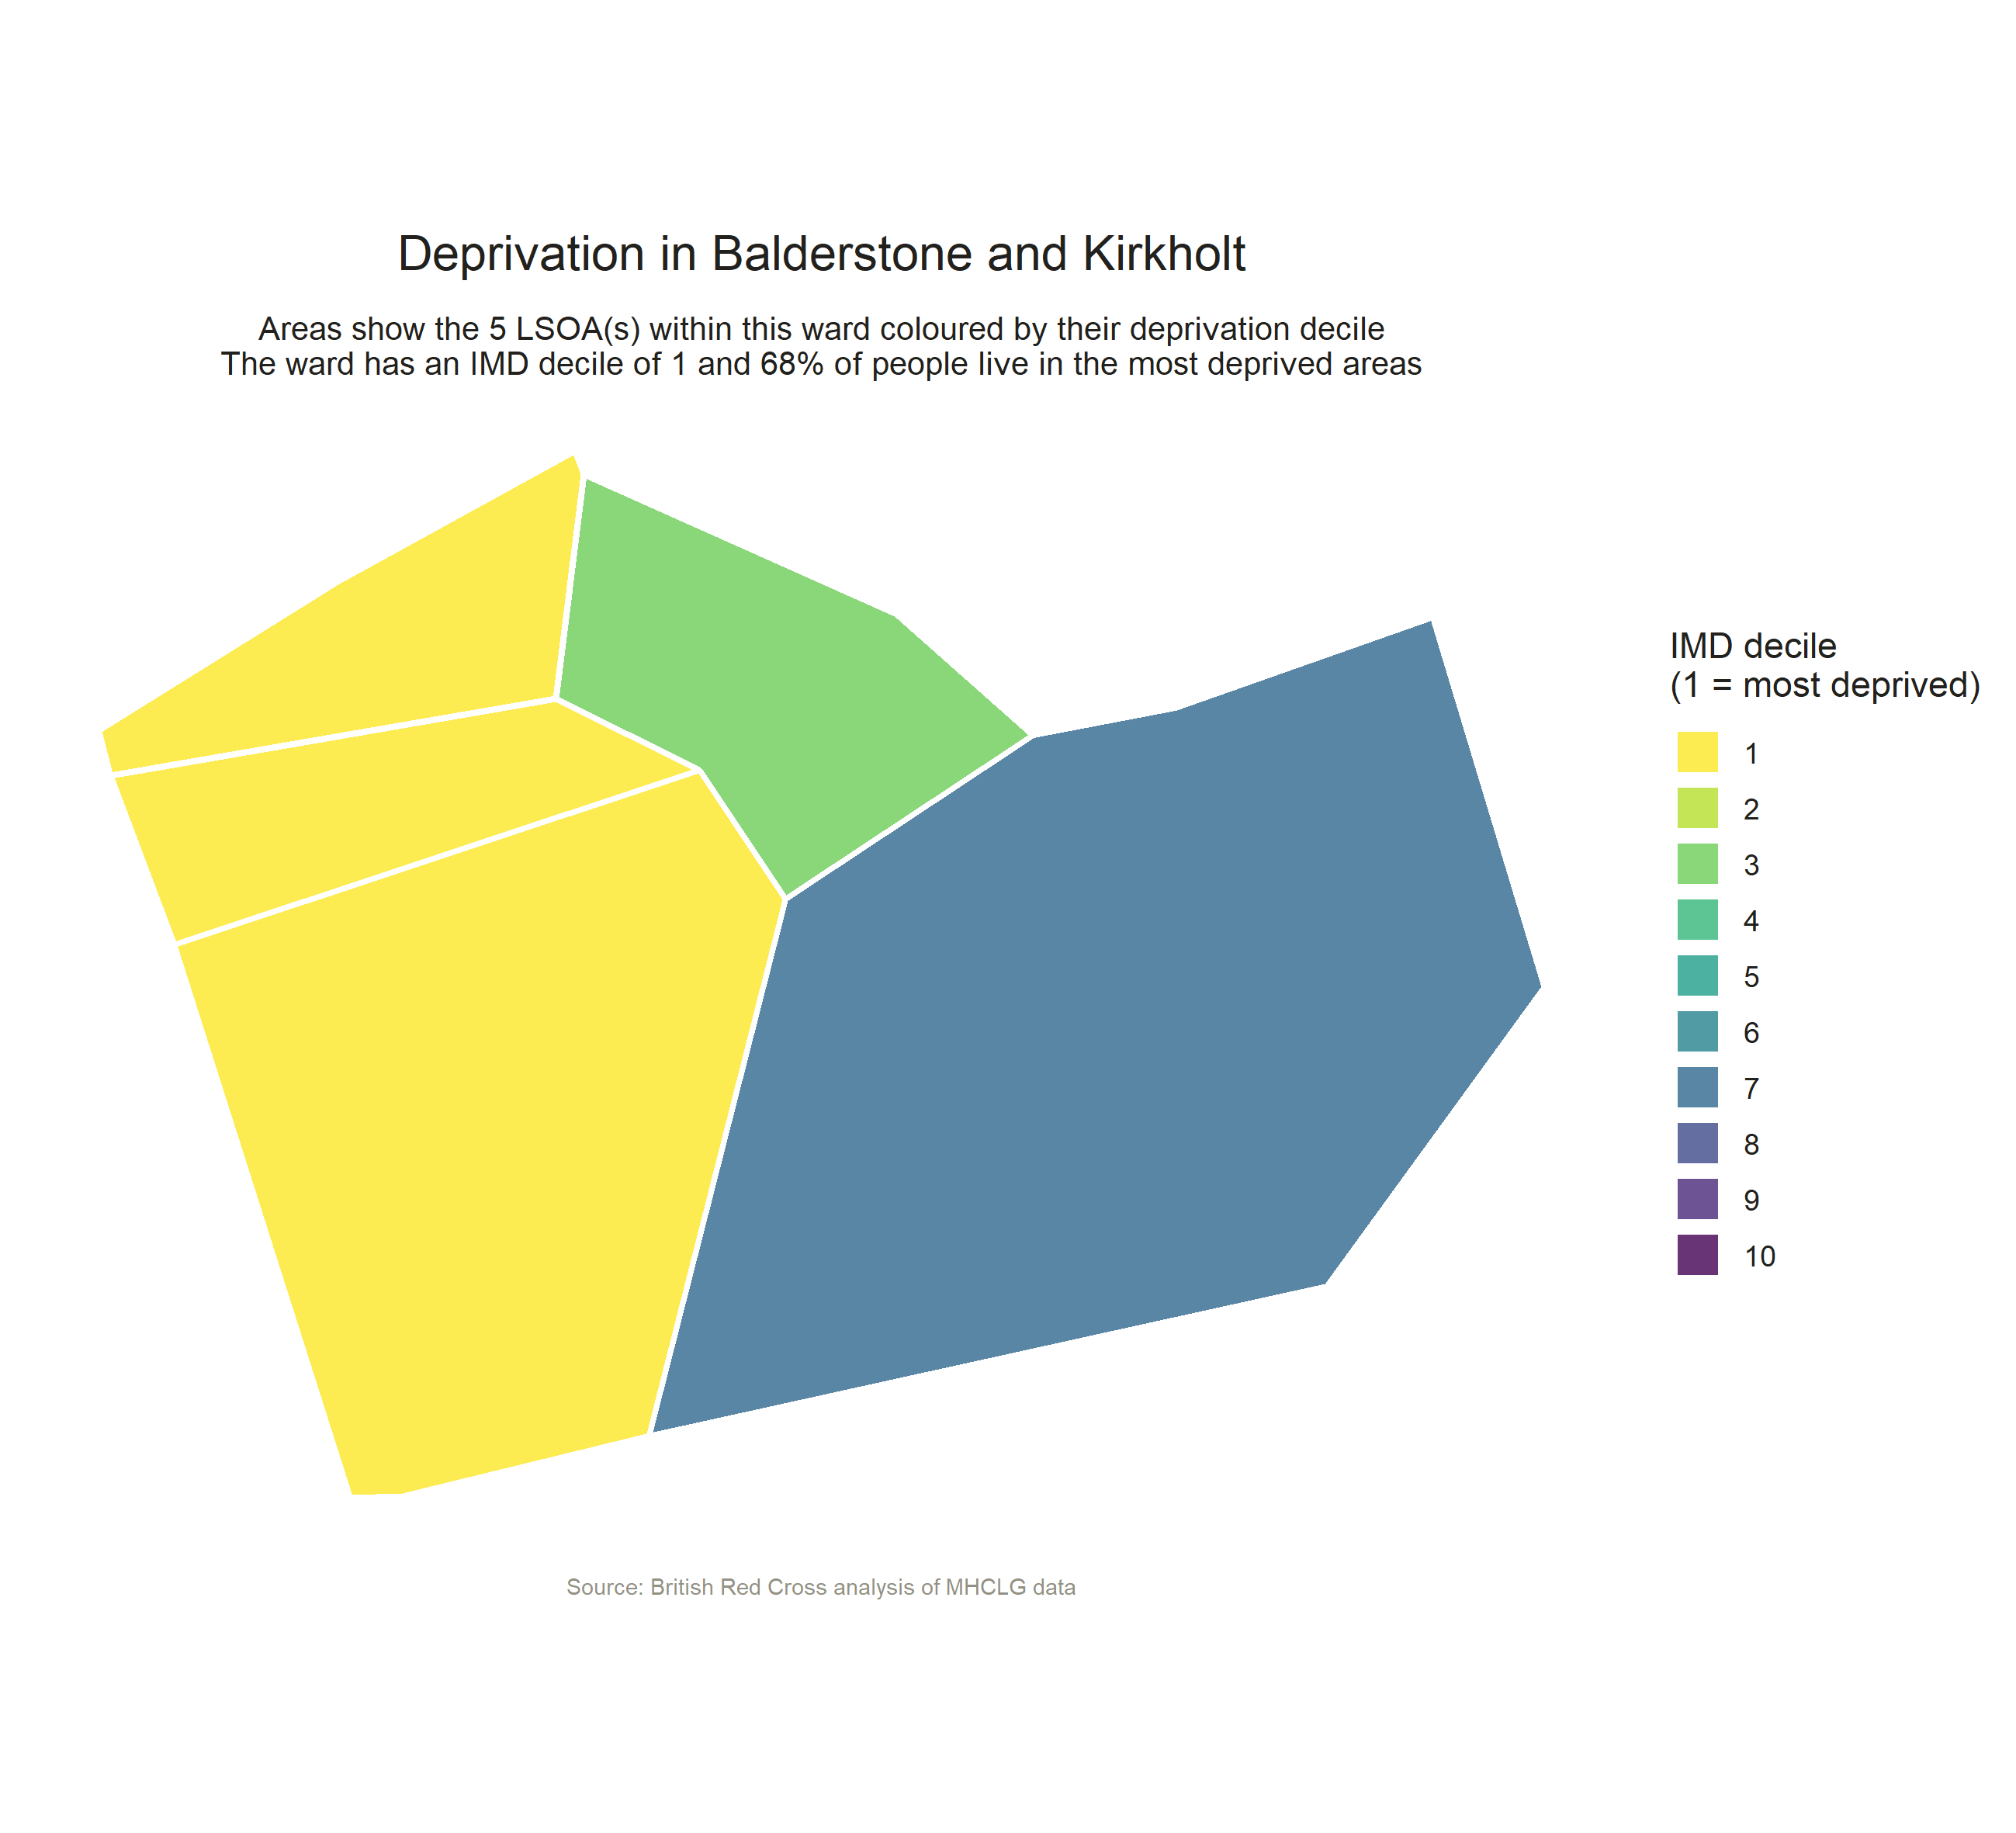 Deprivation in Balderstone and Kirkholt
Areas show the 5 LSOA(s) within this ward coloured by their deprivation decile
The ward has an IMD decile of 1 and 68% of people live in the most deprived areas
IMD decile
(1 = most deprived)
1
2
3
4
5
6
7
8
9
10
Source: British Red Cross analysis of MHCLG data